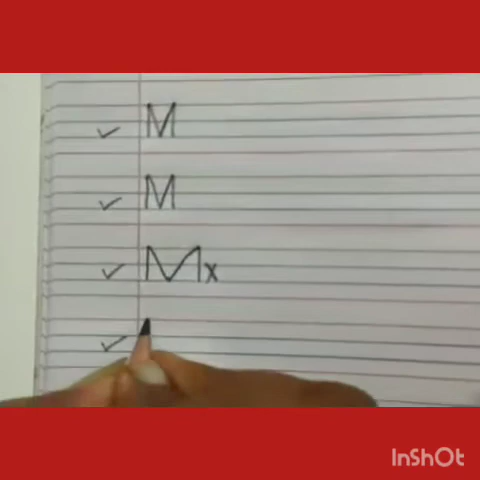 ✓ M
✓ M
✓ Mx
✓
InShOt